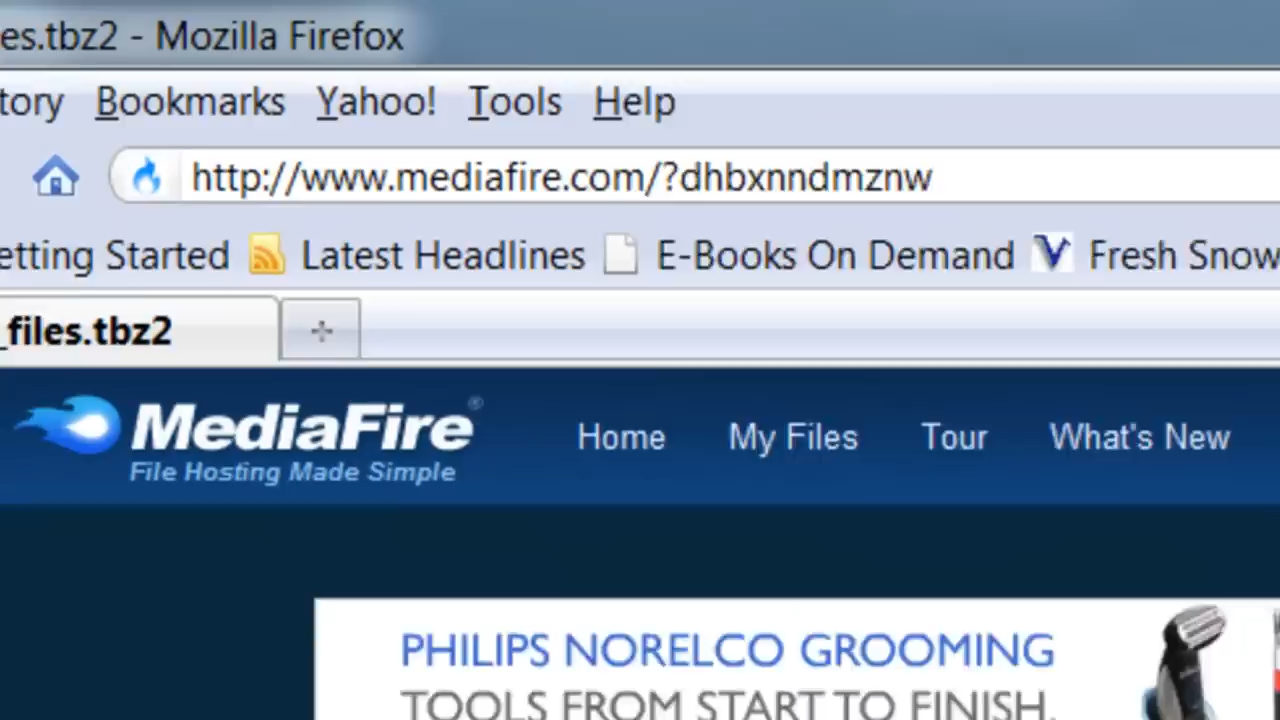 es.tbz2 - Mozilla Firefox
tory Bookmarks Yahoo! Tools Help
http://www.mediafire.com/?dhbxnndmznw
etting Started Latest Headlines E-Books On Demand Fresh Snow
_files.tbz2 +
MediaFire® Home My Files Tour What's New
File Hosting Made Simple
PHILIPS NORELCO GROOMING
TOOLS FROM START TO FINISH.